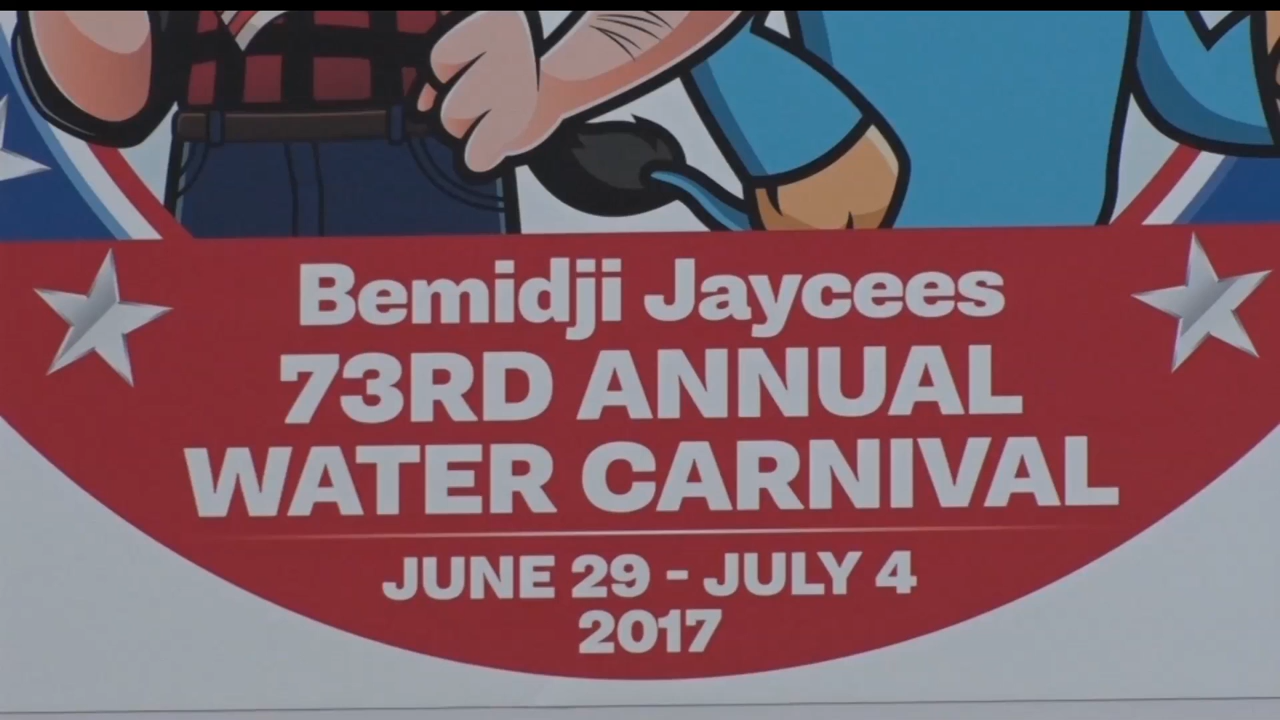 Bemidji Jaycees
73RD ANNUAL
WATER CARNIVAL
JUNE 29 - JULY 4
2017